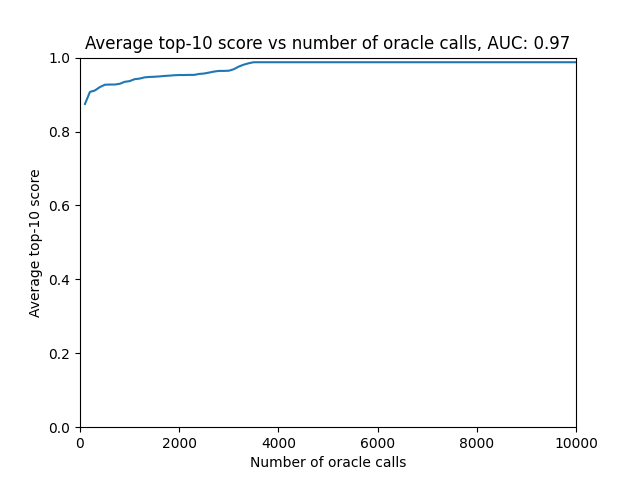 Average top-10 score vs number of oracle calls, AUC: 0.97
1.0
0.8
0.6
0.4
0.2
0.0
Average top-10 score
0 2000 4000 6000 8000 10000
Number of oracle calls